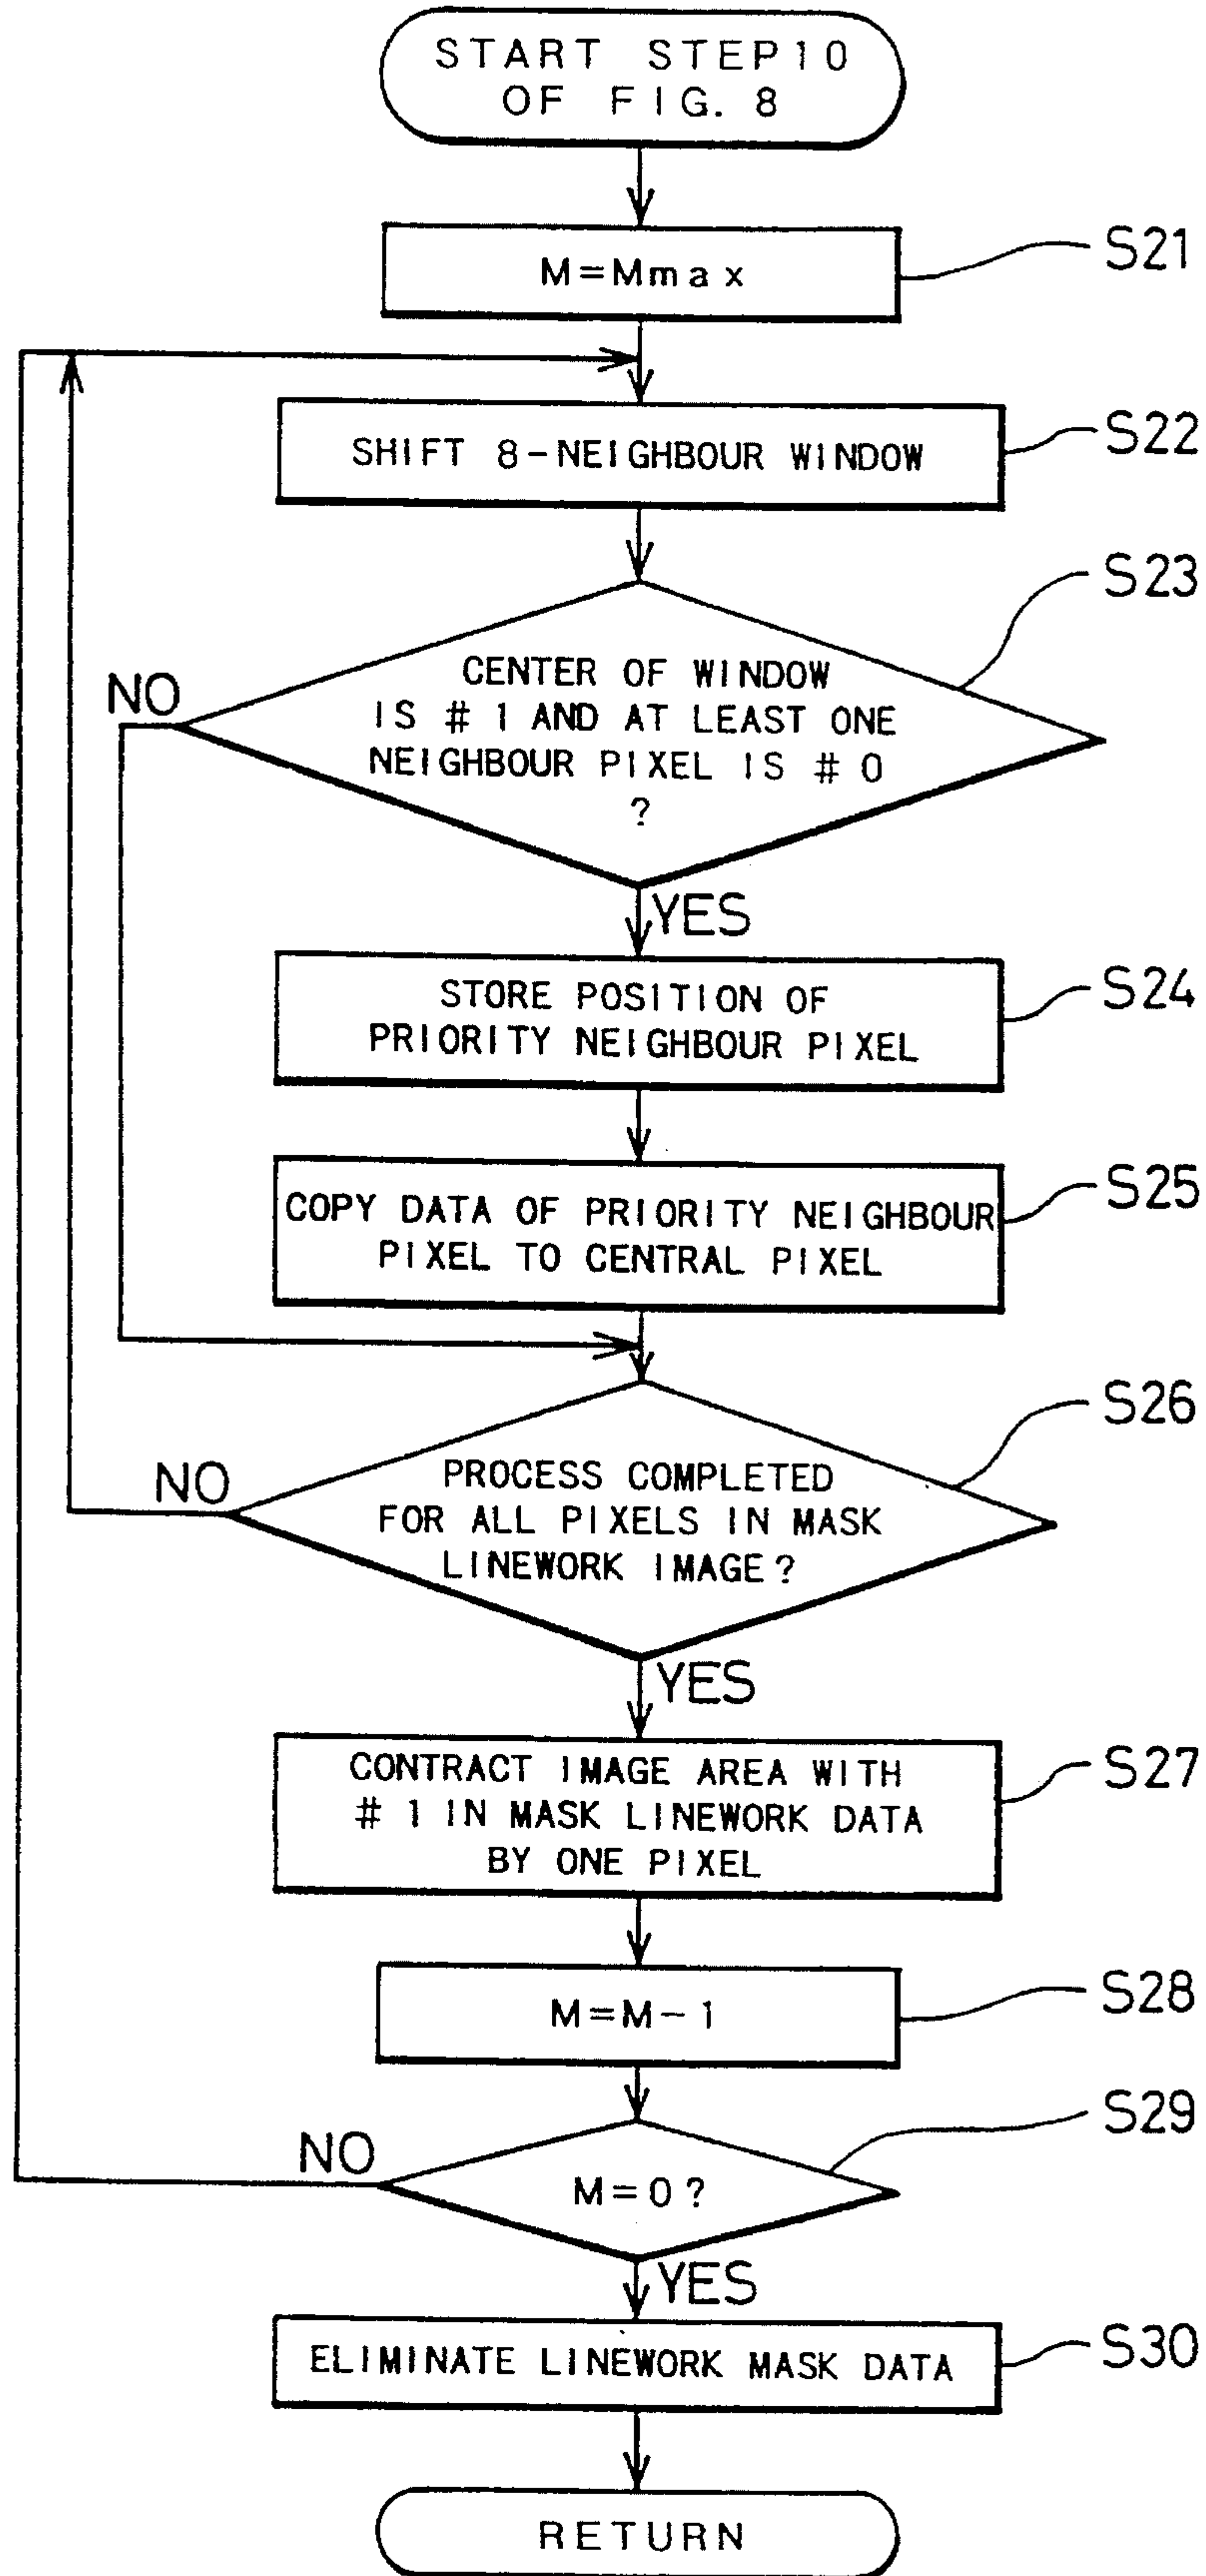 START STEP10
OF FIG. 8
M=Mmax
S21
SHIFT 8-NEIGHBOUR WINDOW
S22
CENTER OF WINDOW
IS #1 AND AT LEAST ONE
NEIGHBOUR PIXEL IS #0
?
S23
NO
YES
STORE POSITION OF
PRIORITY NEIGHBOUR PIXEL
S24
COPY DATA OF PRIORITY NEIGHBOUR
PIXEL TO CENTRAL PIXEL
S25
PROCESS COMPLETED
FOR ALL PIXELS IN MASK
LINEWORK IMAGE?
S26
NO
YES
CONTRACT IMAGE AREA WITH
#1 IN MASK LINEWORK DATA
BY ONE PIXEL
S27
M=M-1
S28
M=0?
S29
NO
YES
ELIMINATE LINEWORK MASK DATA
S30
RETURN